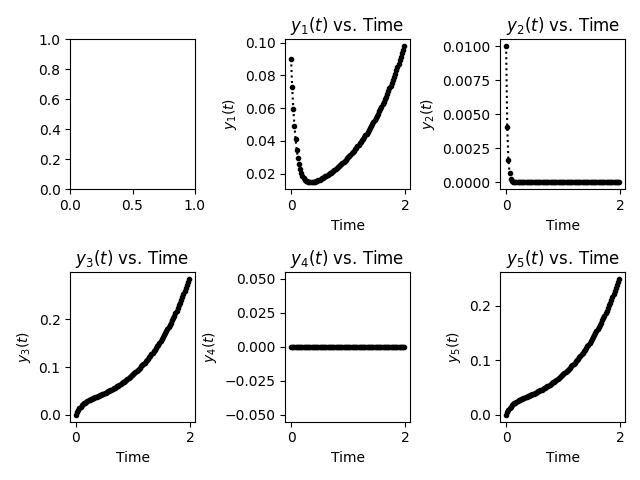 1.0
0.8
0.6
0.4
0.2
0.0
0.0 0.5 1.0
y₁(t) vs. Time
0.10
0.08
0.06
0.04
0.02
y₁(t)
0 2
Time
y₂(t) vs. Time
0.0100
0.0075
0.0050
0.0025
0.0000
y₂(t)
0 2
Time
y₃(t) vs. Time
0.2
0.1
0.0
y₃(t)
0 2
Time
y₄(t) vs. Time
0.050
0.025
0.000
−0.025
−0.050
y₄(t)
0 2
Time
y₅(t) vs. Time
0.2
0.1
0.0
y₅(t)
0 2
Time